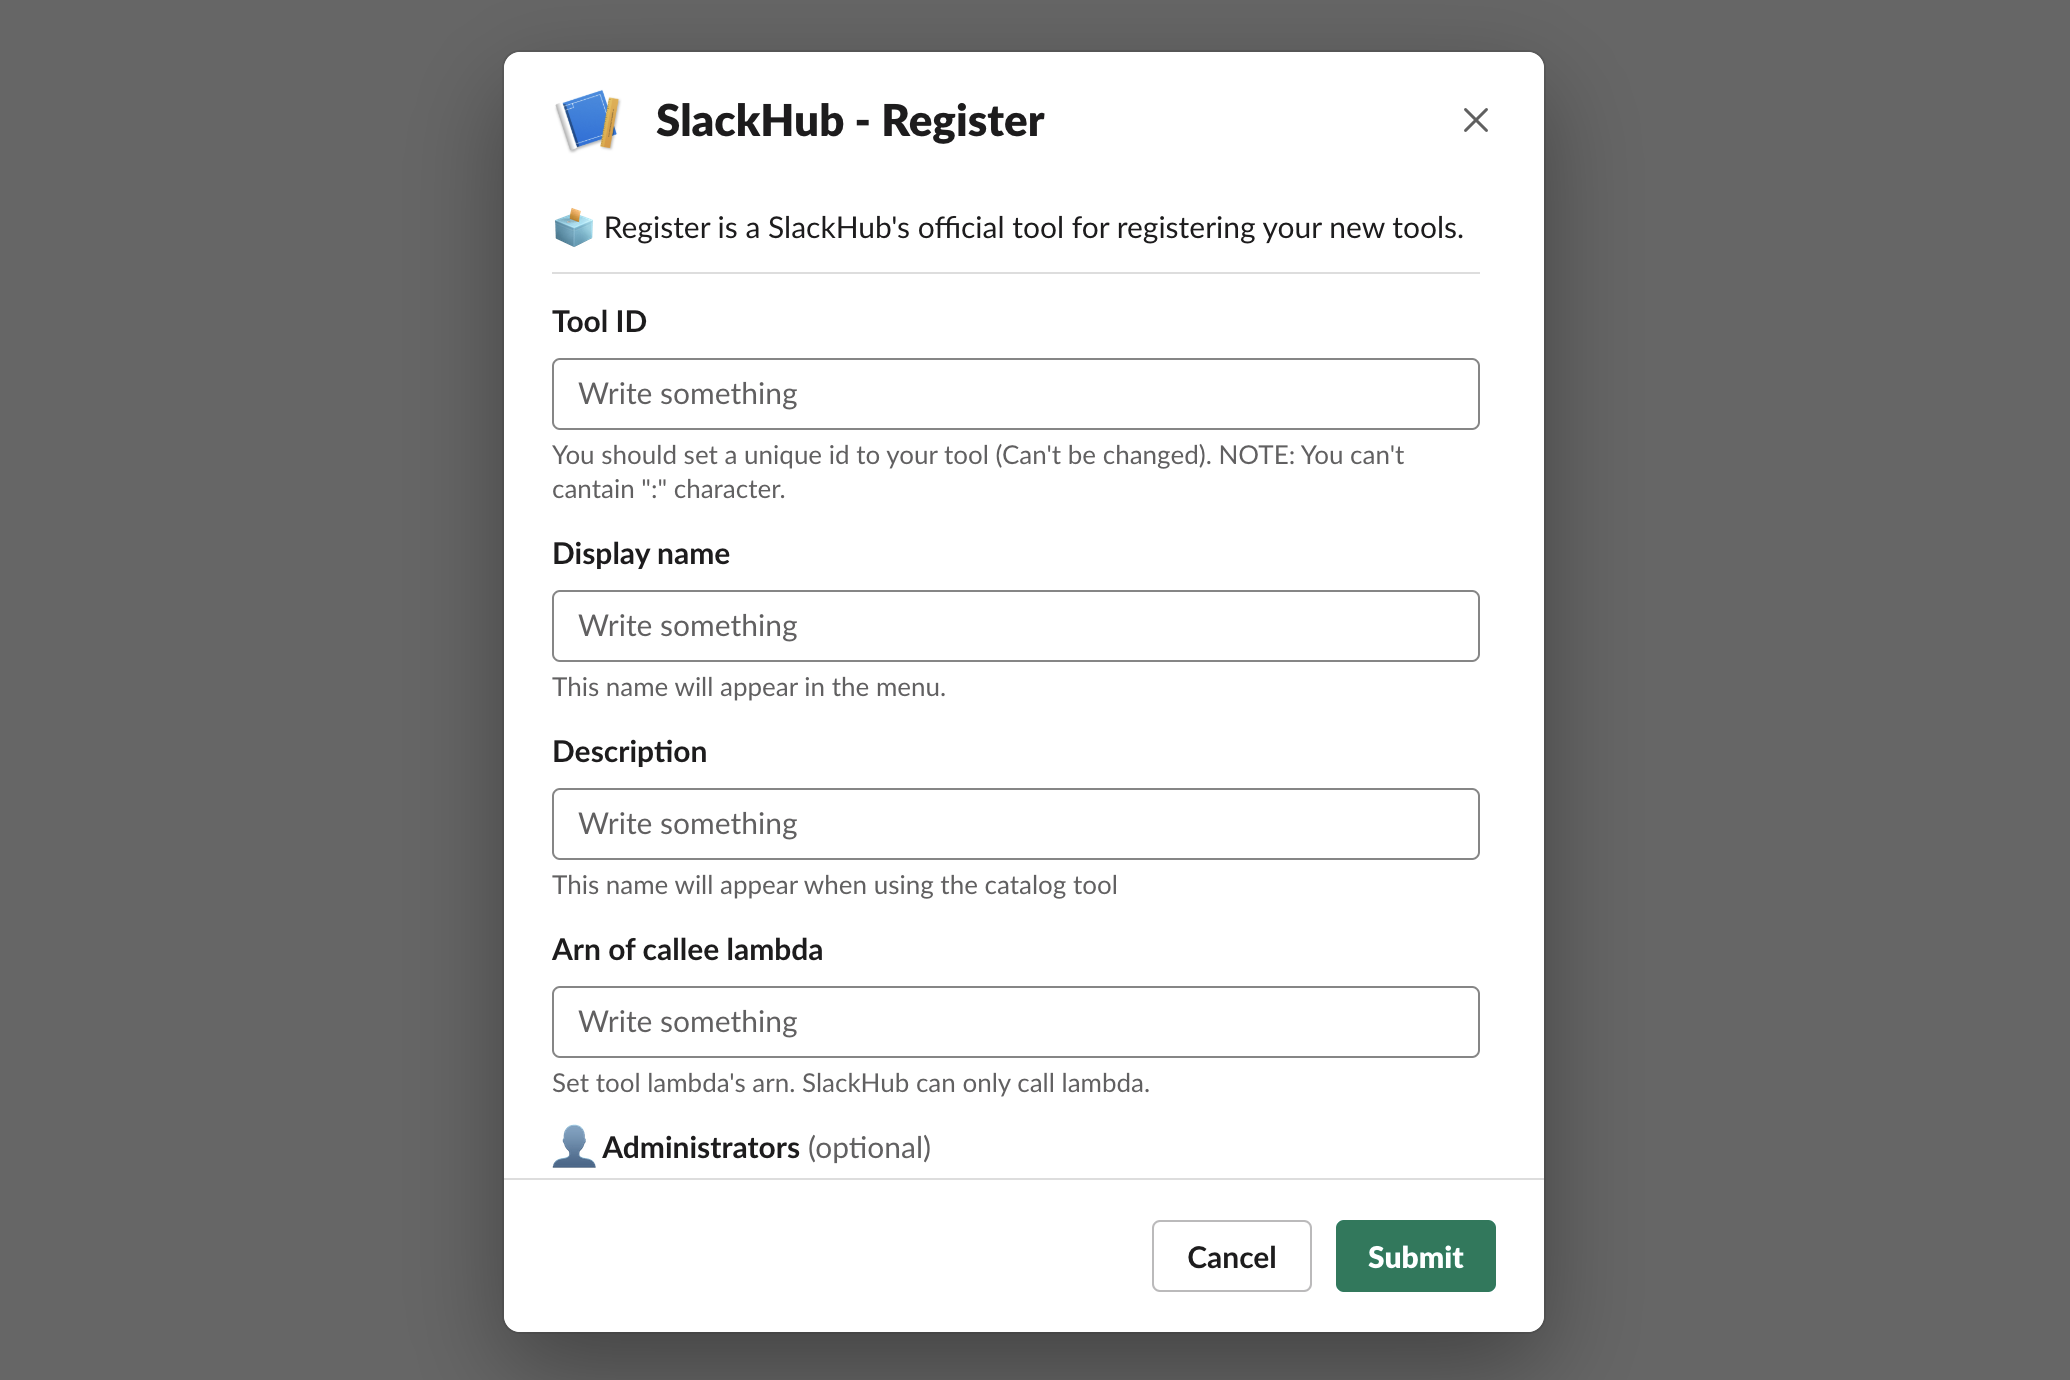 SlackHub - Register
Register is a SlackHub's official tool for registering your new tools.
Tool ID
Write something
You should set a unique id to your tool (Can't be changed). NOTE: You can't
cantain ":" character.
Display name
Write something
This name will appear in the menu.
Description
Write something
This name will appear when using the catalog tool
Arn of callee lambda
Write something
Set tool lambda's arn. SlackHub can only call lambda.
Administrators (optional)
Cancel Submit